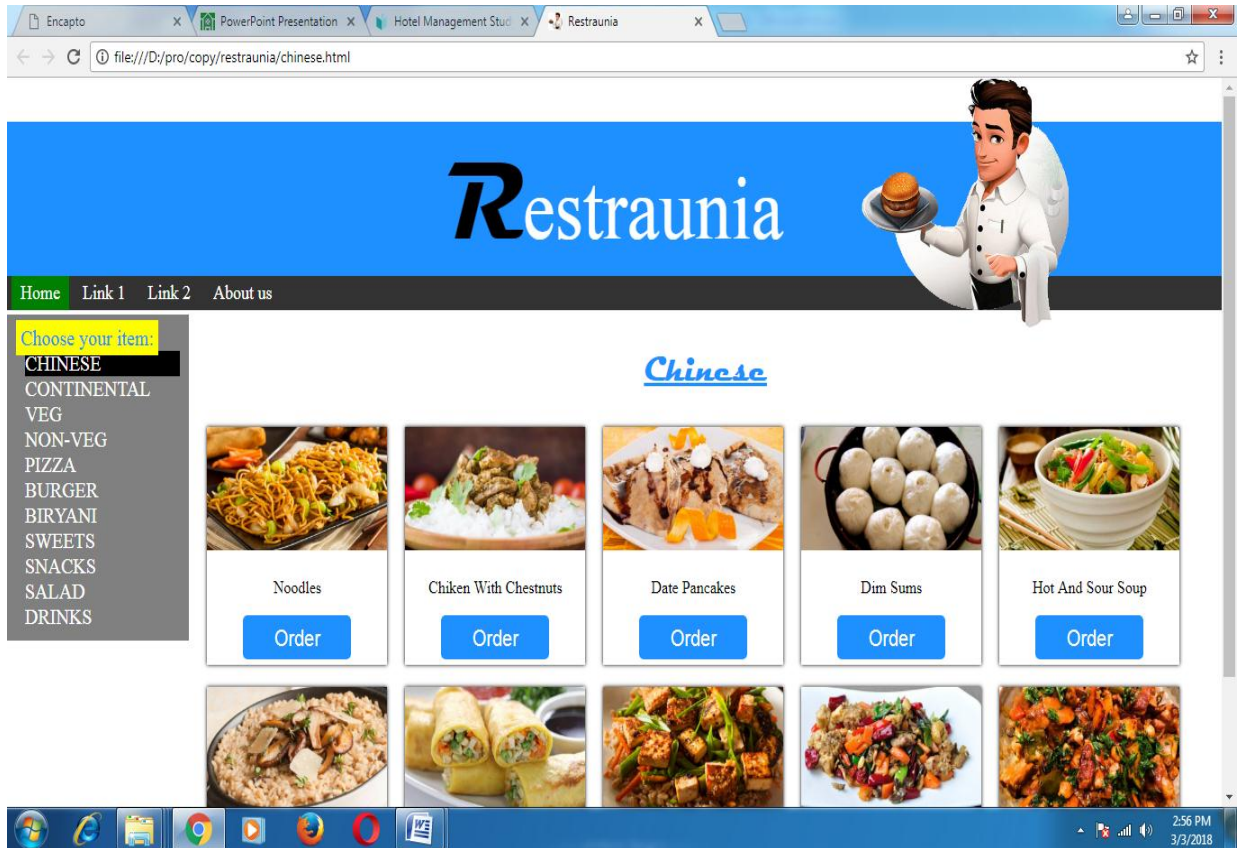 Encapto
PowerPoint Presentation
Hotel Management Stud
Restraunia
file:///D:/pro/copy/restraunia/chinese.html
Restraunia
Home Link 1 Link 2 About us
Choose your item:
CHINESE
CONTINENTAL
VEG
NON-VEG
PIZZA
BURGER
BIRYANI
SWEETS
SNACKS
SALAD
DRINKS
Chinese
Noodles
Chiken With Chestnuts
Date Pancakes
Dim Sums
Hot And Sour Soup
Order
Order
Order
Order
Order
2:56 PM
3/3/2018